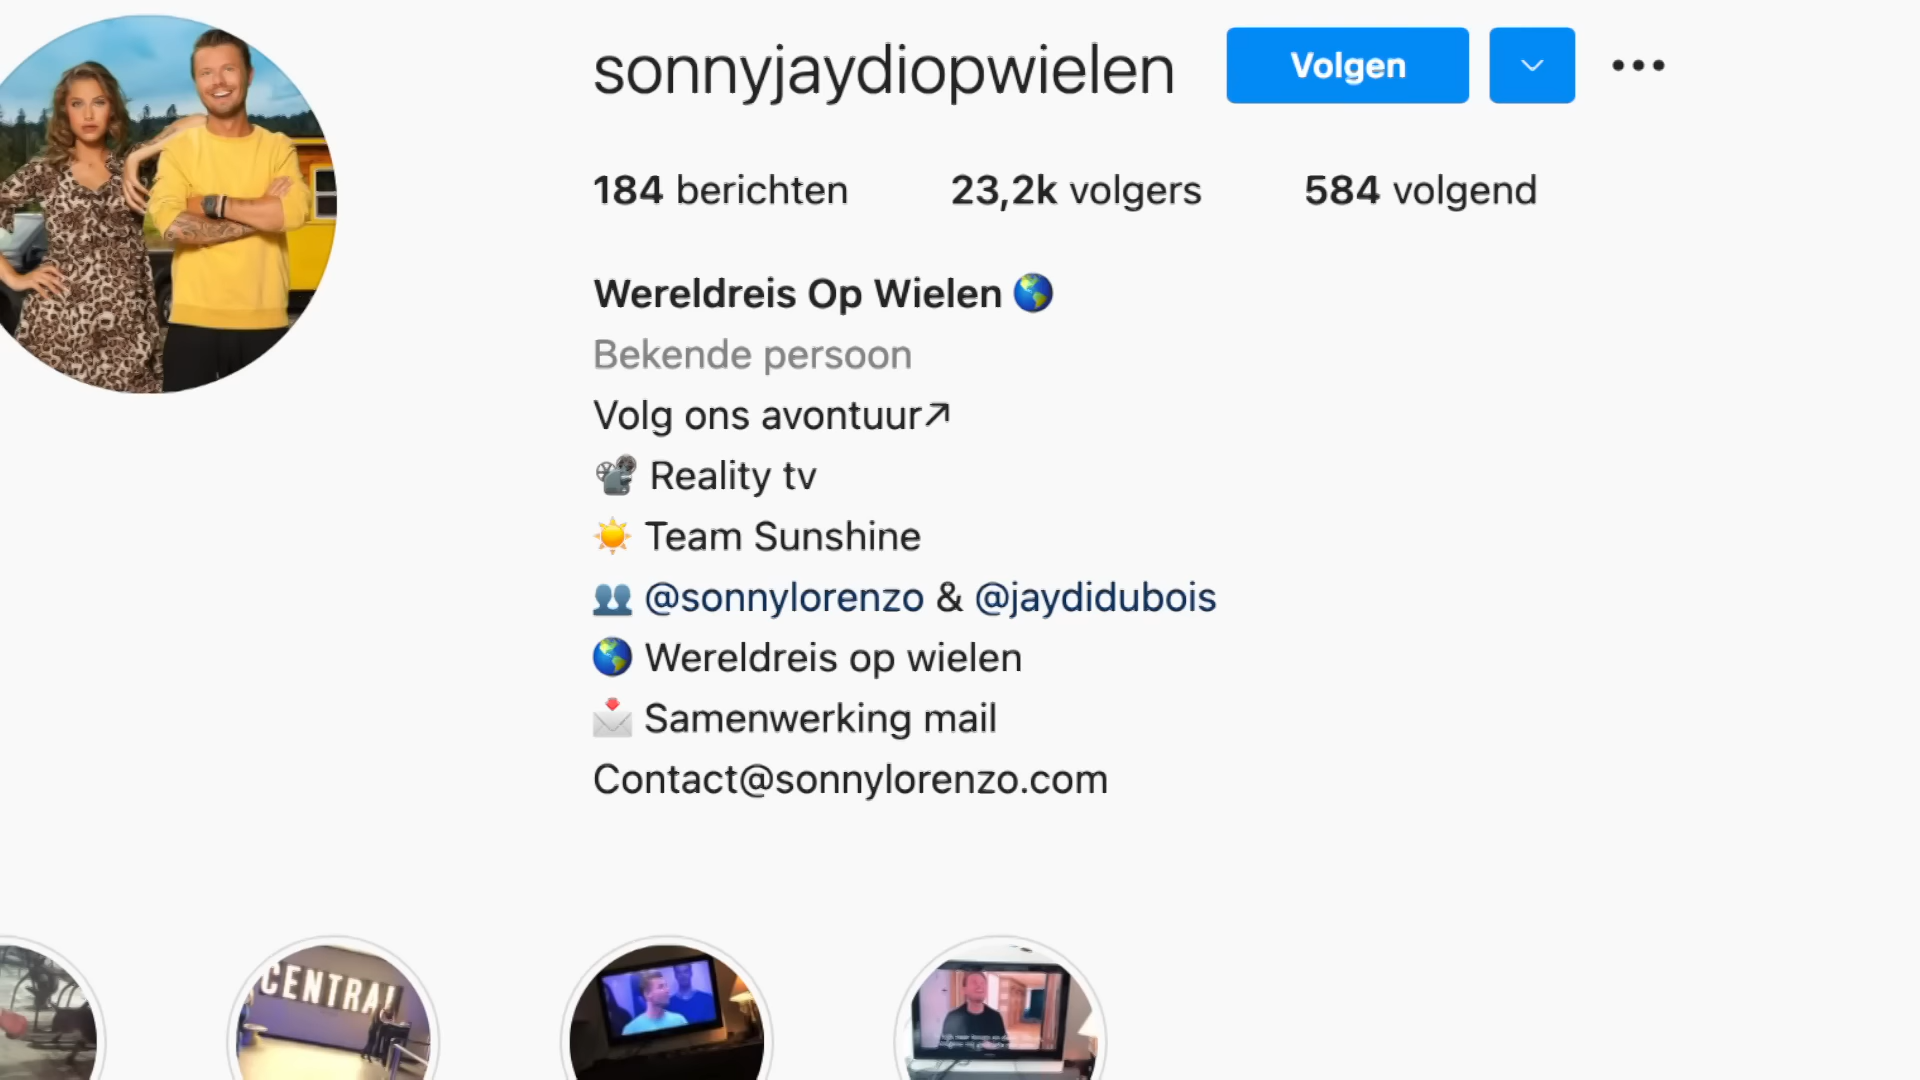 sonnyjaydiopwielen Volgen
184 berichten 23,2k volgers 584 volgend
Wereldreis Op Wielen 🌎
Bekende persoon
Volg ons avontuur↗
📽 Reality tv
☀️ Team Sunshine
👥 @sonnylorenzo & @jaydidubois
🌎 Wereldreis op wielen
📩 Samenwerking mail
Contact@sonnylorenzo.com
CENTRAL